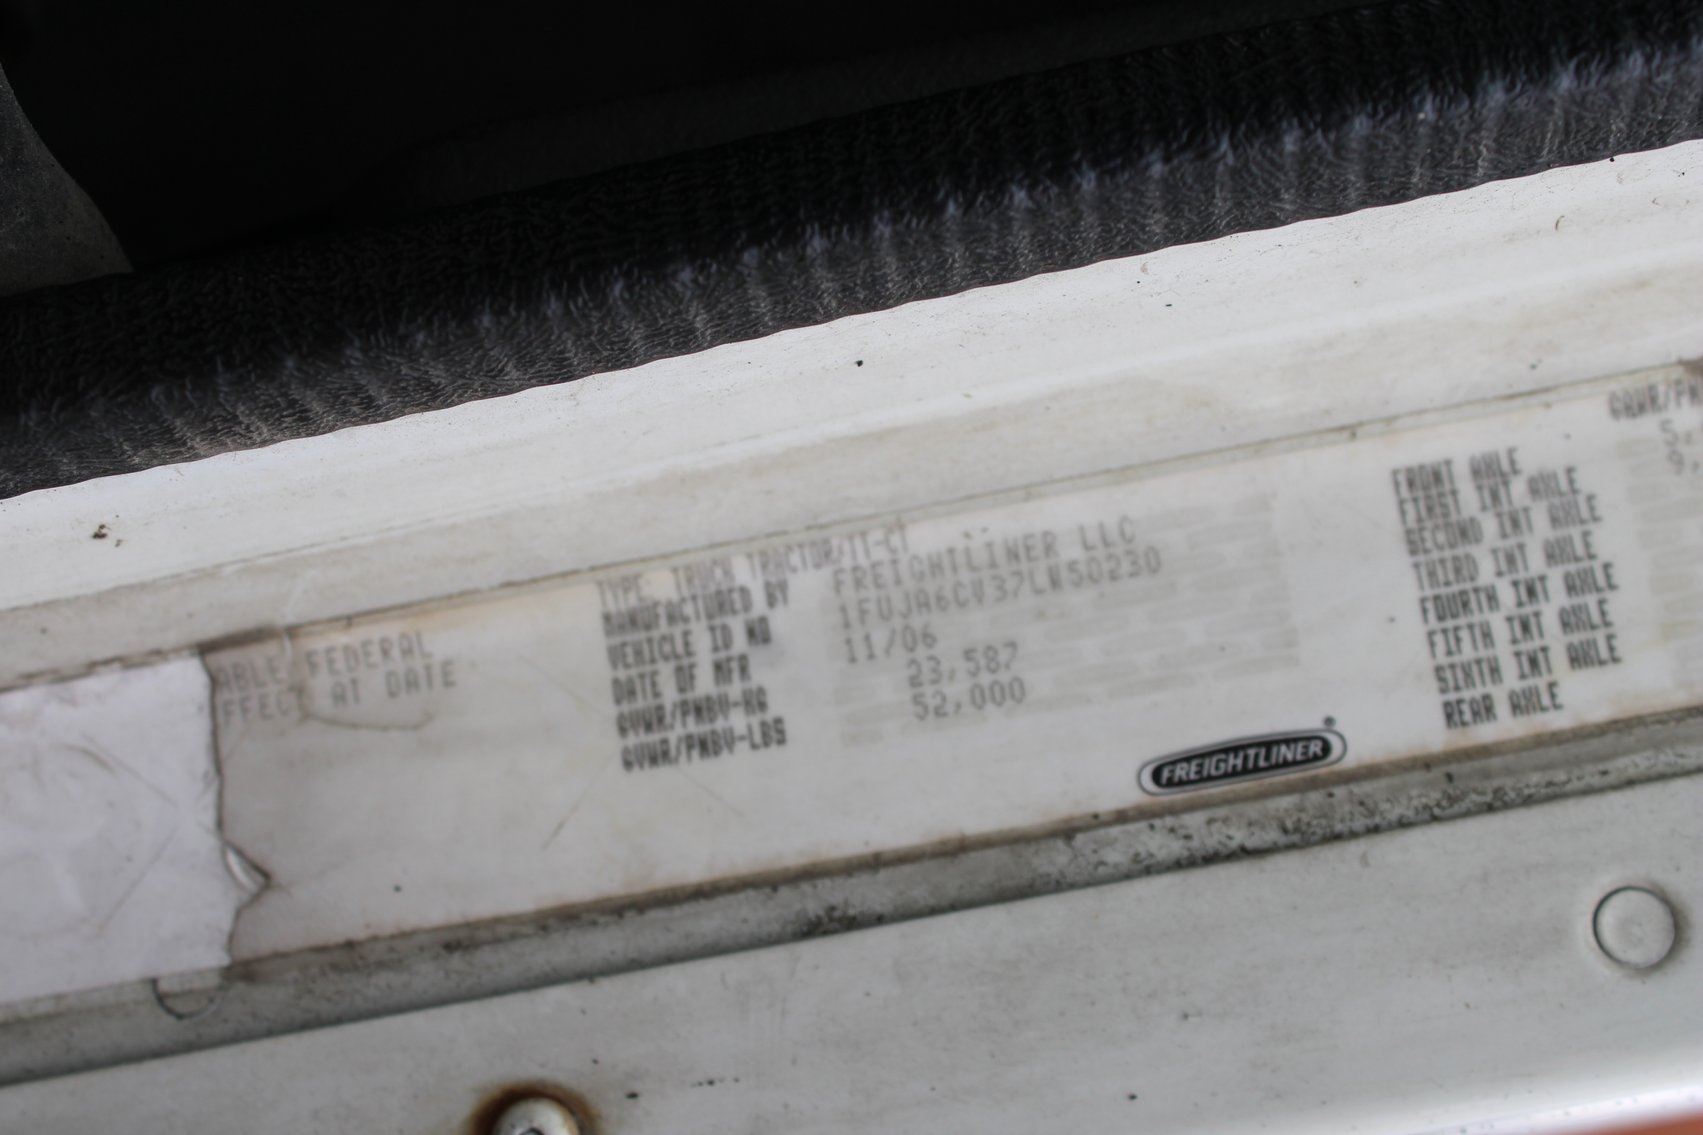 ABLE FEDERAL
FFECT AT DATE
TYPE TRUCK TRACTOR/TT-CT
MANUFACTURED BY FREIGHTLINER LLC
VEHICLE ID NO 1FUJA6CV37LW50230
DATE OF MFR 11/06
GVWR/PNBV-KG 23,587
GVWR/PNBV-LBS 52,000
FREIGHTLINER
GAWR/PN
FRONT AXLE
FIRST INT AXLE
SECOND INT AXLE
THIRD INT AXLE
FOURTH INT AXLE
FIFTH INT AXLE
SIXTH INT AXLE
REAR AXLE